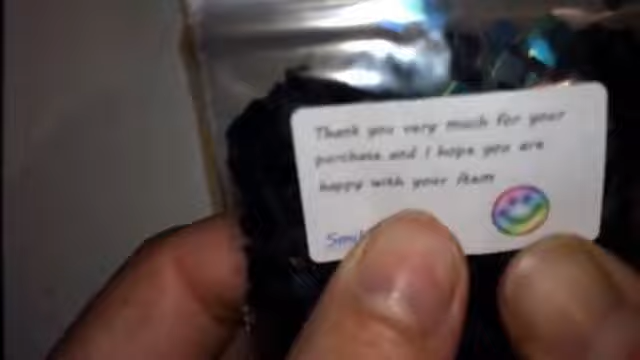 Thank you very much for your
purchase and I hope you are
happy with your item